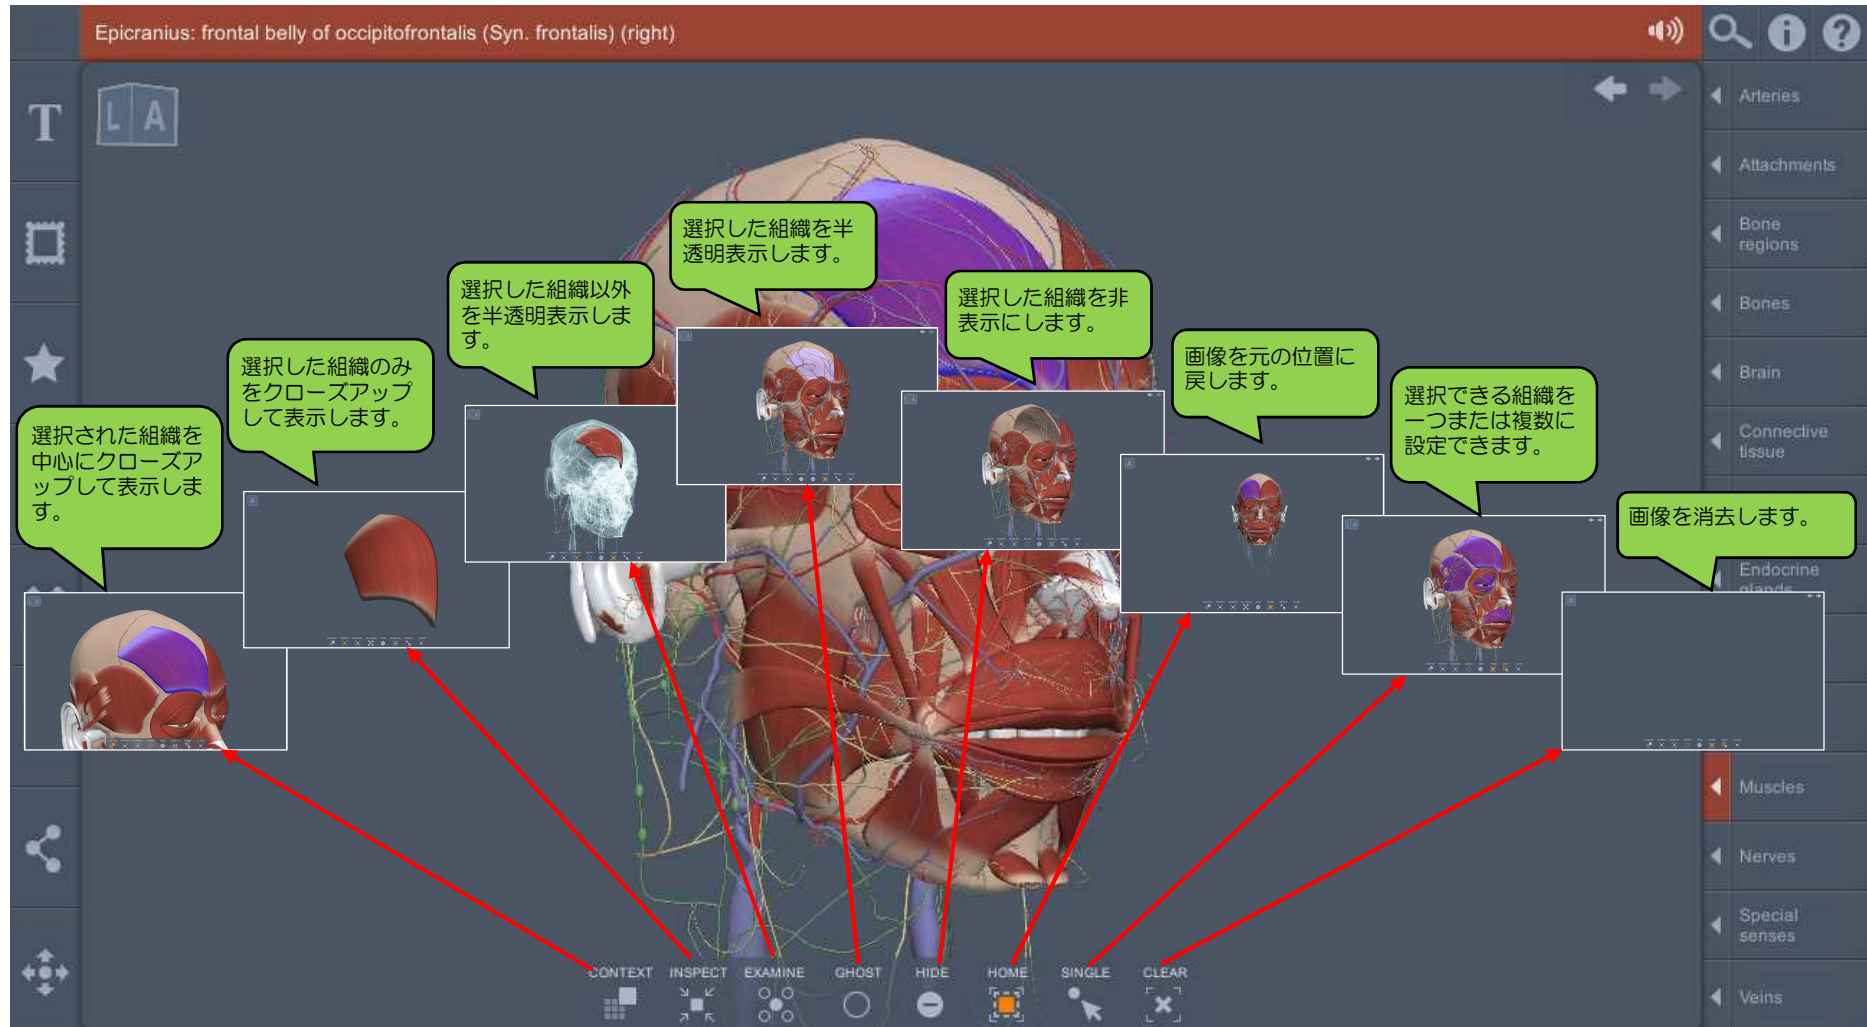 Epicranius: frontal belly of occipitofrontalis (Syn. frontalis) (right)
T
L A
Arteries
Attachments
Bone
regions
Bones
Brain
Connective
tissue
Endocrine
glands
Muscles
Nerves
Special
senses
Veins
選択された組織を
中心にクローズア
ップして表示しま
す。
選択した組織のみ
をクローズアップ
して表示します。
選択した組織以外
を半透明表示しま
す。
選択した組織を半
透明表示します。
選択した組織を非
表示にします。
画像を元の位置に
戻します。
選択できる組織を
一つまたは複数に
設定できます。
画像を消去します。
CONTEXT INSPECT EXAMINE GHOST HIDE HOME SINGLE CLEAR